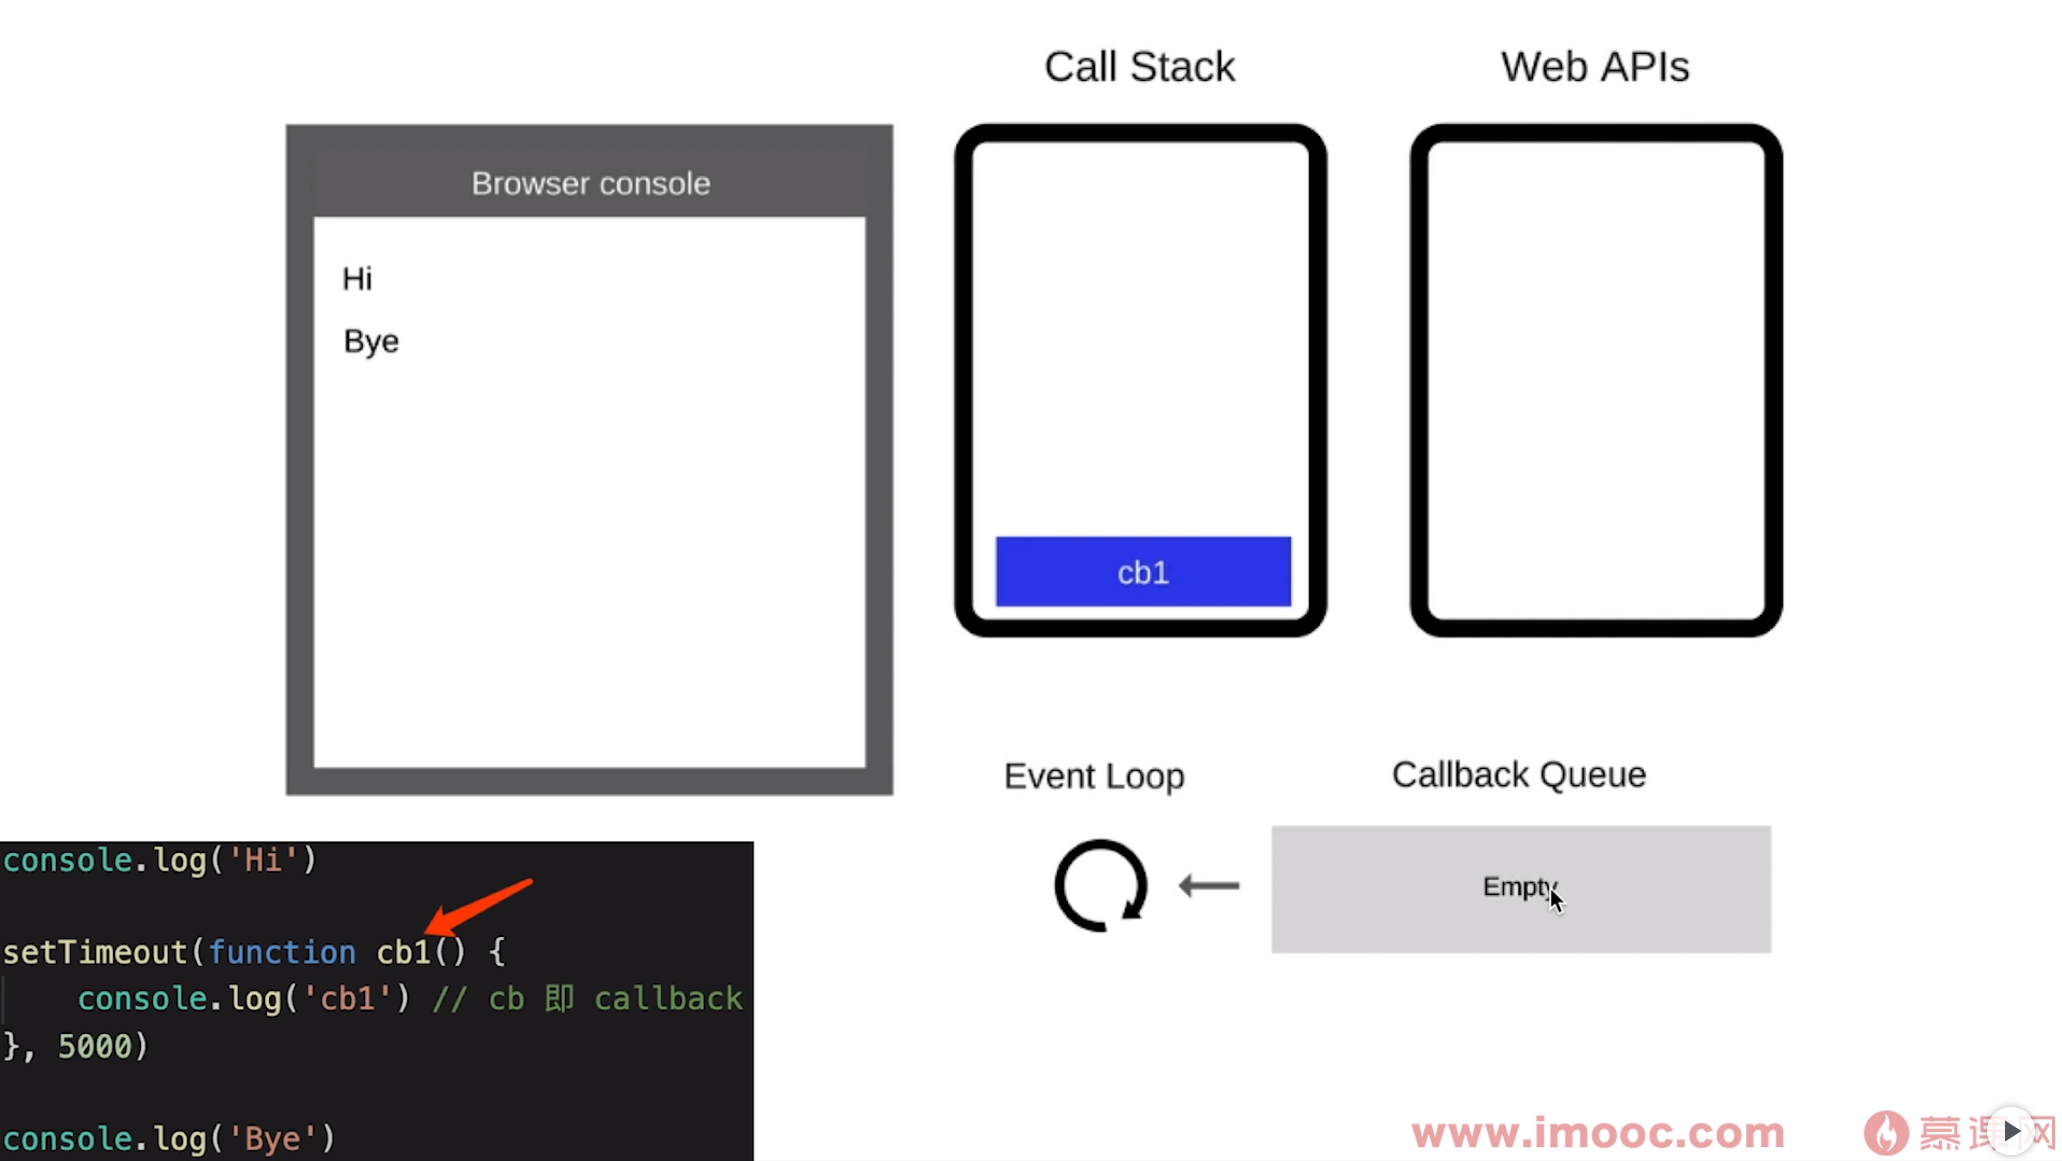 Call Stack
Web APIs
Browser console
Hi
Bye
cb1
Event Loop
Callback Queue
Empty
console.log('Hi')
setTimeout(function cb1() {
console.log('cb1') // cb 即 callback
}, 5000)
console.log('Bye')
www.imooc.com
慕课网